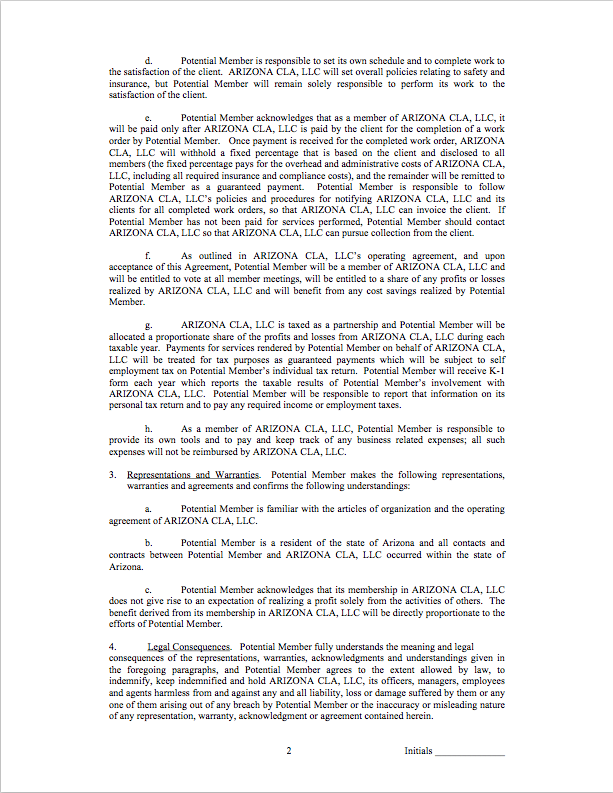 d. Potential Member is responsible to set its own schedule and to complete work to
the satisfaction of the client. ARIZONA CLA, LLC will set overall policies relating to safety and
insurance, but Potential Member will remain solely responsible to perform its work to the
satisfaction of the client.
e. Potential Member acknowledges that as a member of ARIZONA CLA, LLC, it
will be paid only after ARIZONA CLA, LLC is paid by the client for the completion of a work
order by Potential Member. Once payment is received for the completed work order, ARIZONA
CLA, LLC will withhold a fixed percentage that is based on the client and disclosed to all
members (the fixed percentage pays for the overhead and administrative costs of ARIZONA CLA,
LLC, including all required insurance and compliance costs), and the remainder will be remitted to
Potential Member as a guaranteed payment. Potential Member is responsible to follow
ARIZONA CLA, LLC's policies and procedures for notifying ARIZONA CLA, LLC and its
clients for all completed work orders, so that ARIZONA CLA, LLC can invoice the client. If
Potential Member has not been paid for services performed, Potential Member should contact
ARIZONA CLA, LLC so that ARIZONA CLA, LLC can pursue collection from the client.
f. As outlined in ARIZONA CLA, LLC's operating agreement, and upon
acceptance of this Agreement, Potential Member will be a member of ARIZONA CLA, LLC and
will be entitled to vote at all member meetings, will be entitled to a share of any profits or losses
realized by ARIZONA CLA, LLC and will benefit from any cost savings realized by Potential
Member.
g. ARIZONA CLA, LLC is taxed as a partnership and Potential Member will be
allocated a proportionate share of the profits and losses from ARIZONA CLA, LLC during each
taxable year. Payments for services rendered by Potential Member on behalf of ARIZONA CLA,
LLC will be treated for tax purposes as guaranteed payments which will be subject to self
employment tax on Potential Member's individual tax return. Potential Member will receive K-1
form each year which reports the taxable results of Potential Member's involvement with
ARIZONA CLA, LLC. Potential Member will be responsible to report that information on its
personal tax return and to pay any required income or employment taxes.
h. As a member of ARIZONA CLA, LLC, Potential Member is responsible to
provide its own tools and to pay and keep track of any business related expenses; all such
expenses will not be reimbursed by ARIZONA CLA, LLC.
3. Representations and Warranties. Potential Member makes the following representations,
warranties and agreements and confirms the following understandings:
a. Potential Member is familiar with the articles of organization and the operating
agreement of ARIZONA CLA, LLC.
b. Potential Member is a resident of the state of Arizona and all contacts and
contracts between Potential Member and ARIZONA CLA, LLC occurred within the state of
Arizona.
c. Potential Member acknowledges that its membership in ARIZONA CLA, LLC
does not give rise to an expectation of realizing a profit solely from the activities of others. The
benefit derived from its membership in ARIZONA CLA, LLC will be directly proportionate to the
efforts of Potential Member.
4. Legal Consequences. Potential Member fully understands the meaning and legal
consequences of the representations, warranties, acknowledgments and understandings given in
the foregoing paragraphs, and Potential Member agrees to the extent allowed by law, to
indemnify, keep indemnified and hold ARIZONA CLA, LLC, its officers, managers, employees
and agents harmless from and against any and all liability, loss or damage suffered by them or any
one of them arising out of any breach by Potential Member or the inaccuracy or misleading nature
of any representation, warranty, acknowledgment or agreement contained herein.
2 Initials ______________